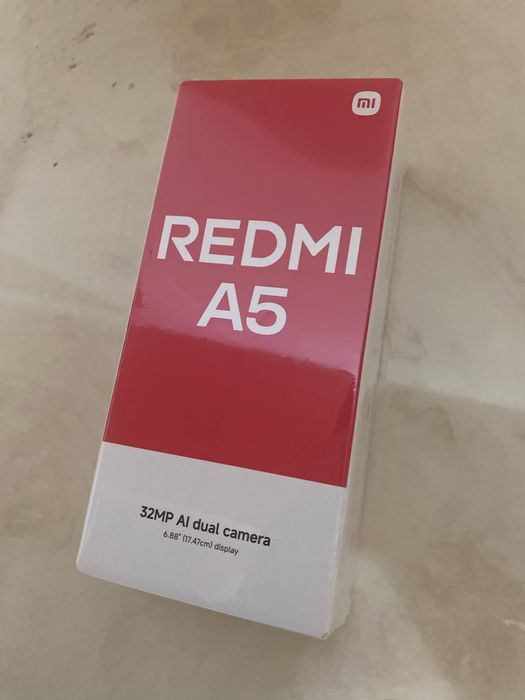 mi
REDMI
A5
32MP AI dual camera
6.88" (17.47cm) display